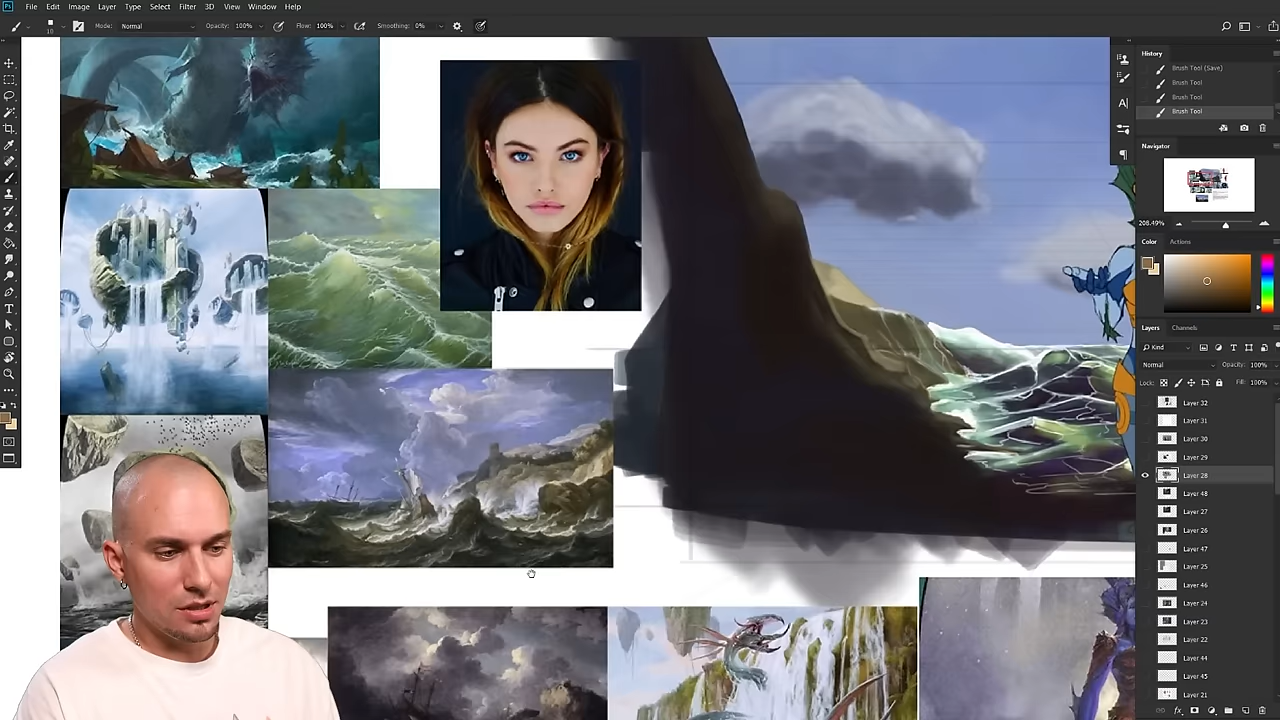 Ps File Edit Image Layer Type Select Filter 3D View Window Help
10 Mode: Normal Opacity: 100% Flow: 100% Smoothing: 0%
History
Brush Tool (Save)
Brush Tool
Brush Tool
Brush Tool
Navigator
208.49%
Color Actions
Layers Channels
Kind
Normal Opacity: 100%
Lock: Fill: 100%
Layer 32
Layer 31
Layer 30
Layer 29
Layer 28
Layer 48
Layer 27
Layer 26
Layer 47
Layer 25
Layer 46
Layer 24
Layer 23
Layer 22
Layer 44
Layer 45
Layer 21